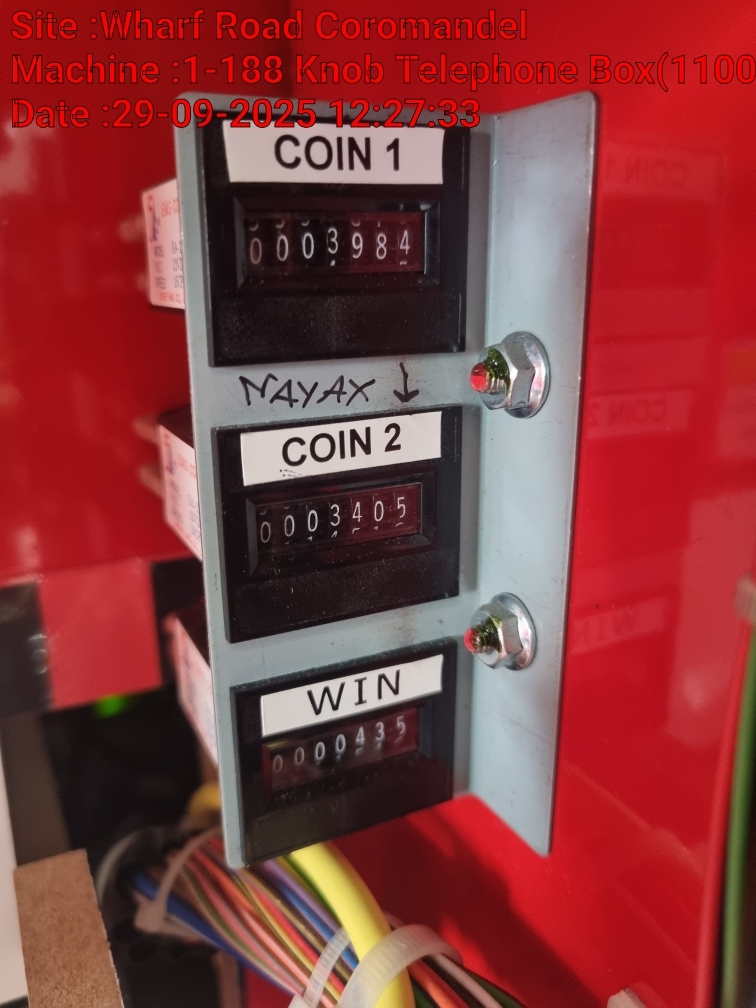 Site :Wharf Road Coromandel
Machine :1-188 Knob Telephone Box(1100
Date :29-09-2025 12:27:33
COIN 1
0003984
NAYAX ↓
COIN 2
0003405
WIN
0000435